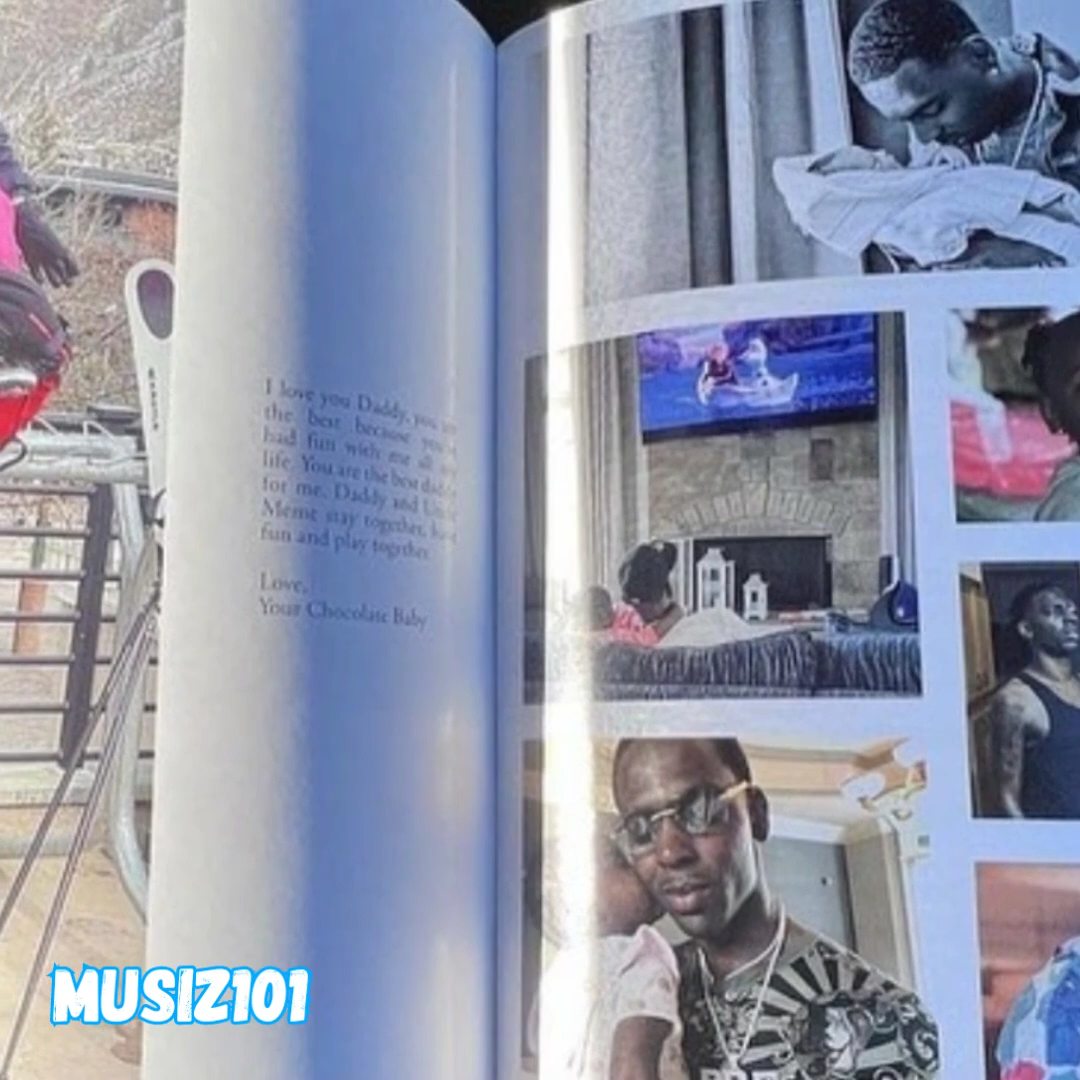 I love you Daddy, you
the best because you
had fun with me all
life. You are the best
for me. Daddy and
Meme stay together,
fun and play together.
Love,
Your Chocolate Baby
MUSIZ101